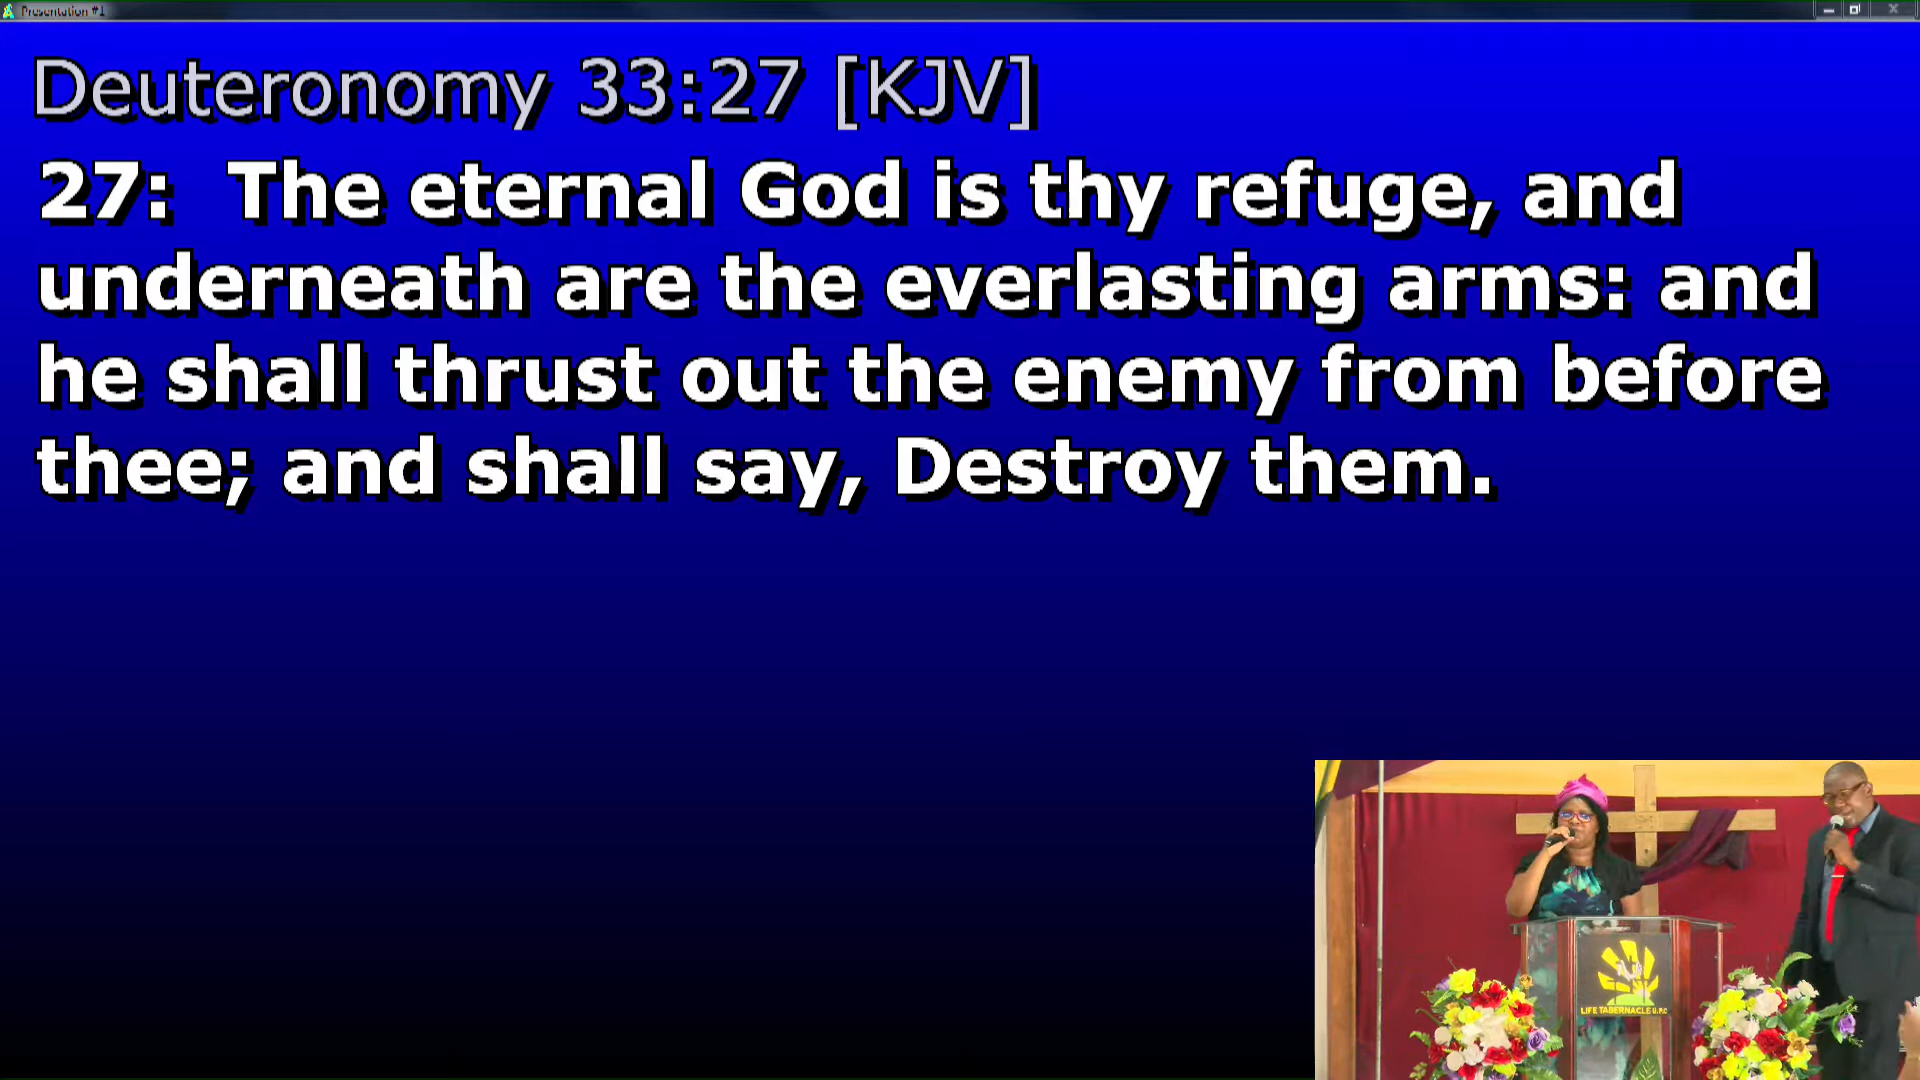 Presentation #1
Deuteronomy 33:27 [KJV]
27: The eternal God is thy refuge, and
underneath are the everlasting arms: and
he shall thrust out the enemy from before
thee; and shall say, Destroy them.
LIFE TABERNACLE U.P.C